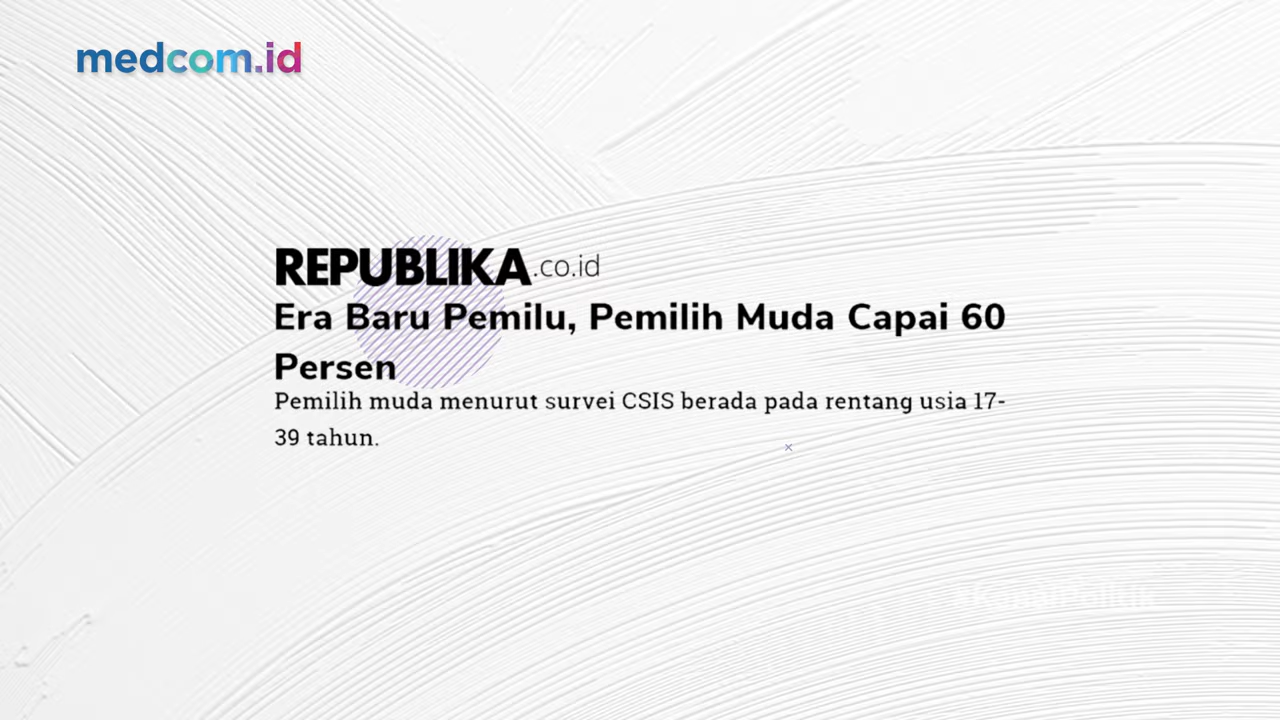 medcom.id
REPUBLIKA.co.id
Era Baru Pemilu, Pemilih Muda Capai 60
Persen
Pemilih muda menurut survei CSIS berada pada rentang usia 17-
39 tahun.